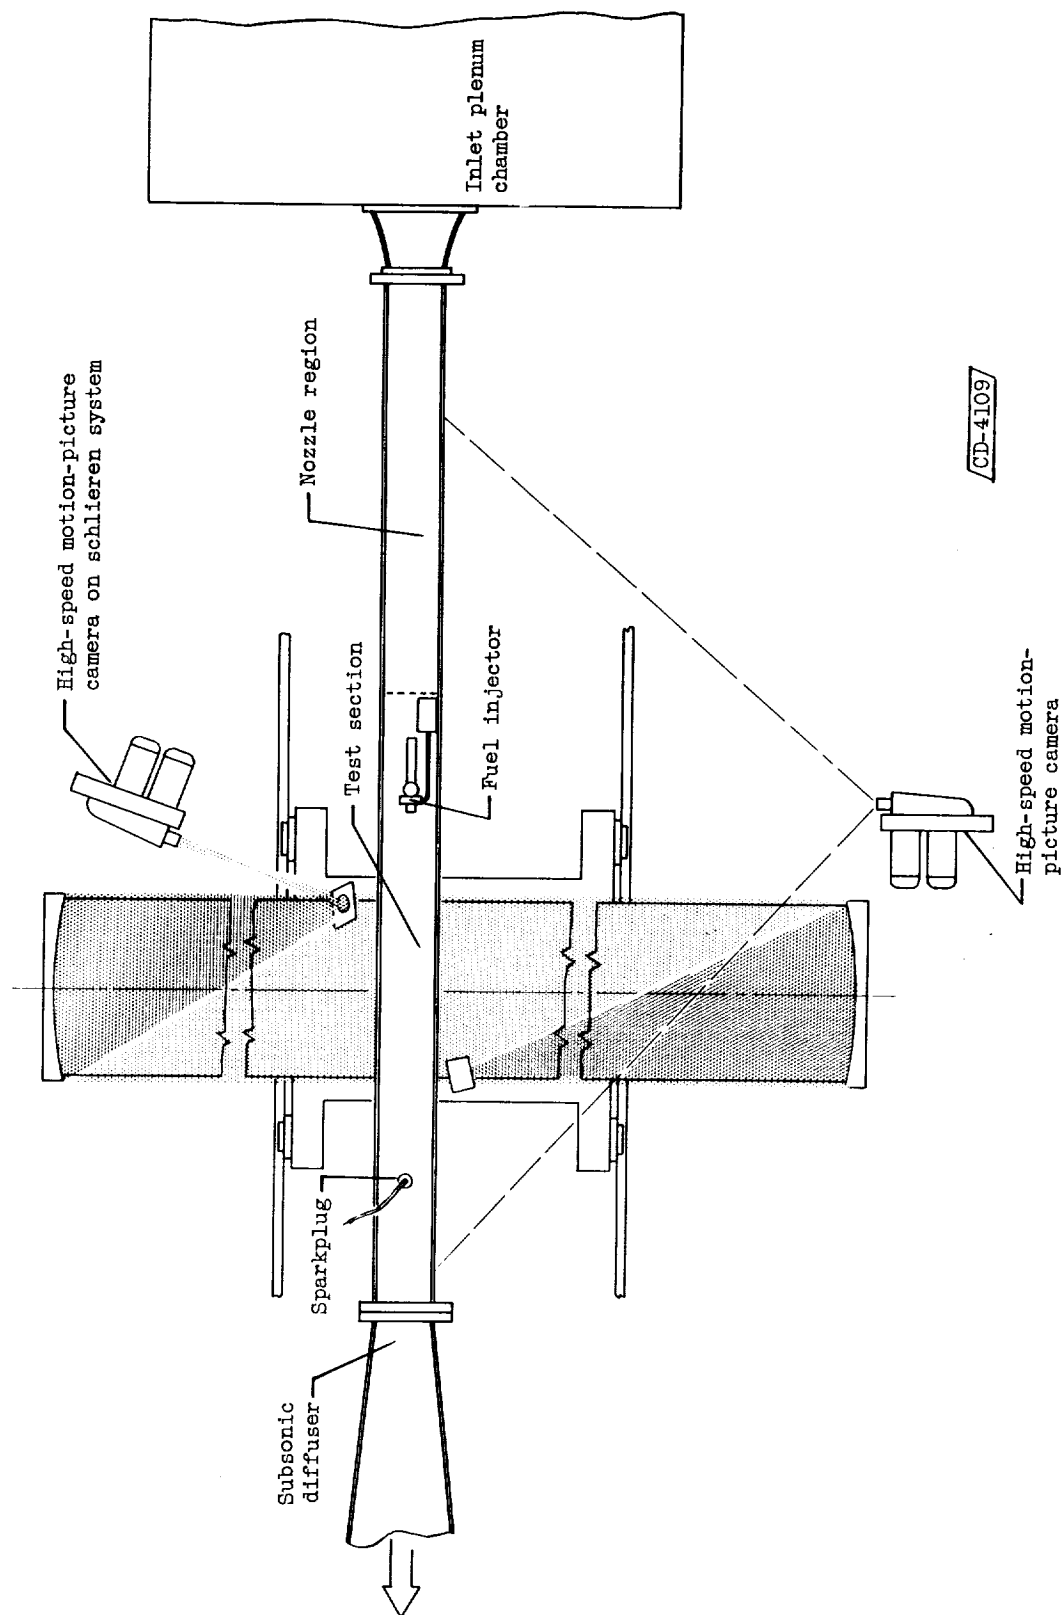 High-speed motion-picture
camera on schlieren system
Inlet plenum
chamber
Nozzle region
Test section
Fuel injector
Sparkplug
Subsonic
diffuser
High-speed motion-
picture camera
CD-4109